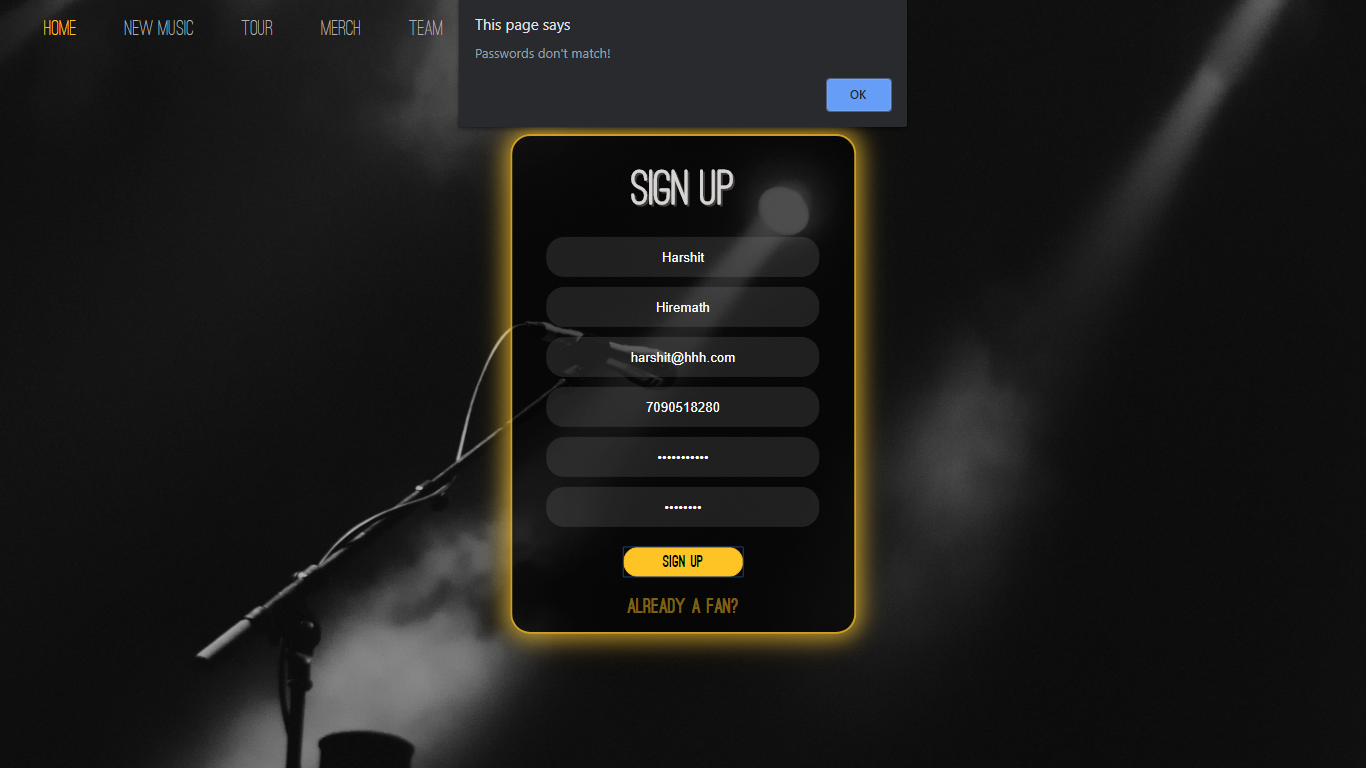 HOME NEW MUSIC TOUR MERCH TEAM
This page says
Passwords don't match!
OK
SIGN UP
Harshit
Hiremath
harshit@hhh.com
7090518280
•••••••••••
••••••••
SIGN UP
ALREADY A FAN?